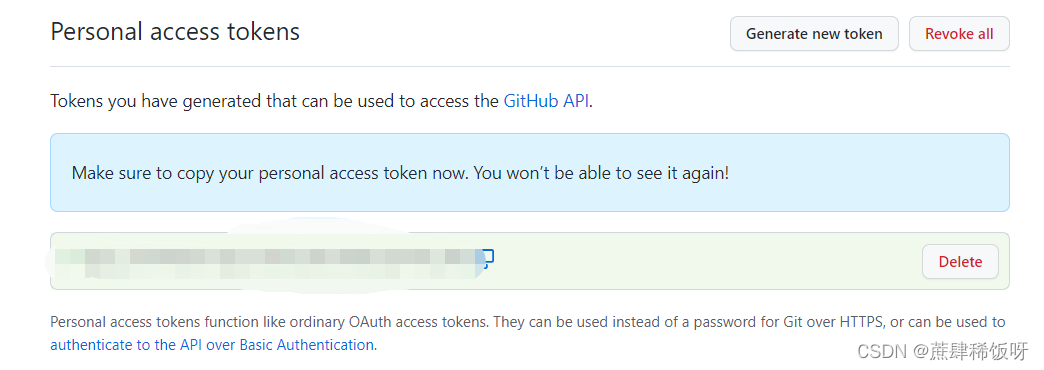 Personal access tokens
Generate new token
Revoke all
Tokens you have generated that can be used to access the GitHub API.
Make sure to copy your personal access token now. You won’t be able to see it again!
Delete
Personal access tokens function like ordinary OAuth access tokens. They can be used instead of a password for Git over HTTPS, or can be used to
authenticate to the API over Basic Authentication.
CSDN @蔗肆稀饭呀